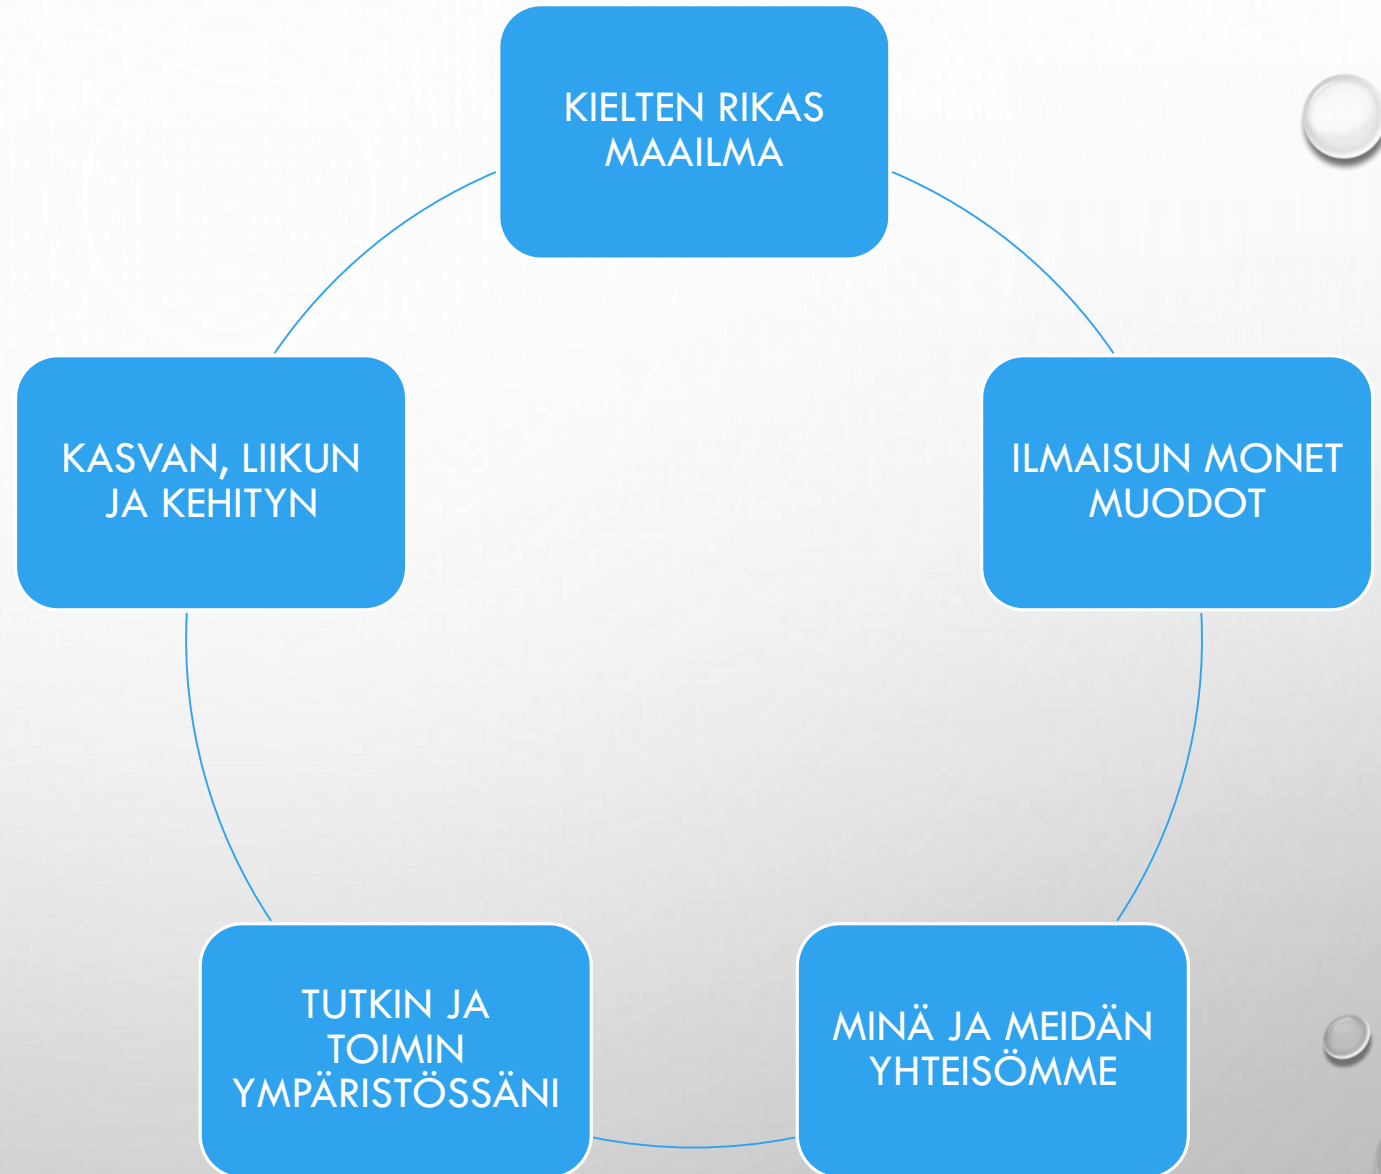 KIELTEN RIKAS
MAAILMA
ILMAISUN MONET
MUODOT
MINÄ JA MEIDÄN
YHTEISÖMME
TUTKIN JA
TOIMIN
YMPÄRISTÖSSÄNI
KASVAN, LIIKUN
JA KEHITYN